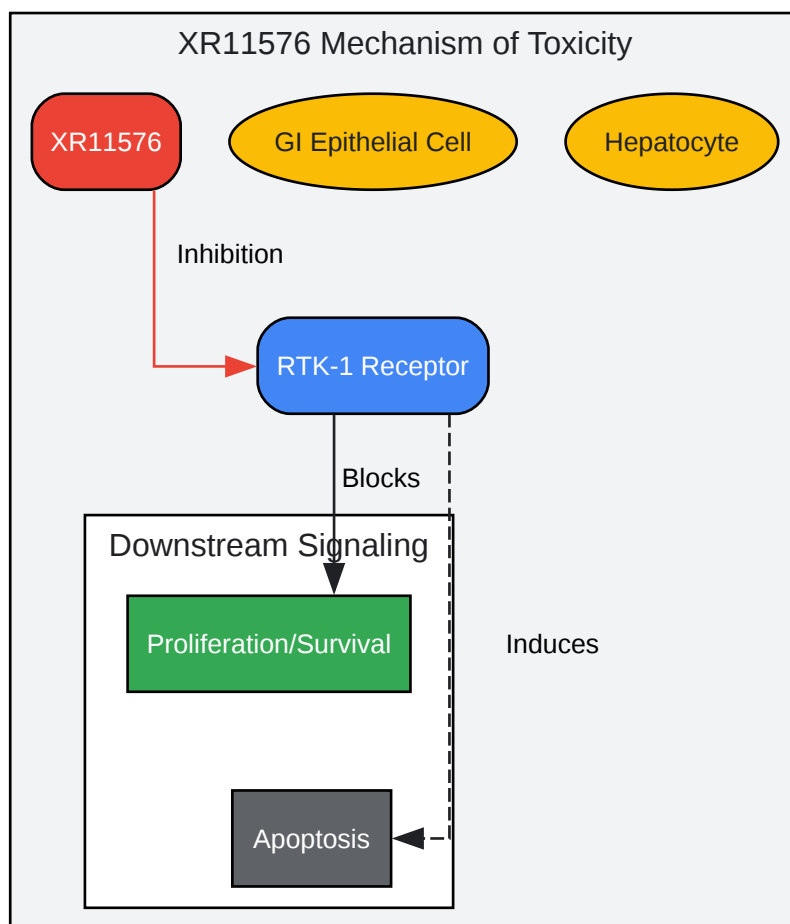 XR11576 Mechanism of Toxicity
XR11576
GI Epithelial Cell
Hepatocyte
Inhibition
RTK-1 Receptor
Blocks
Downstream Signaling
Proliferation/Survival
Induces
Apoptosis